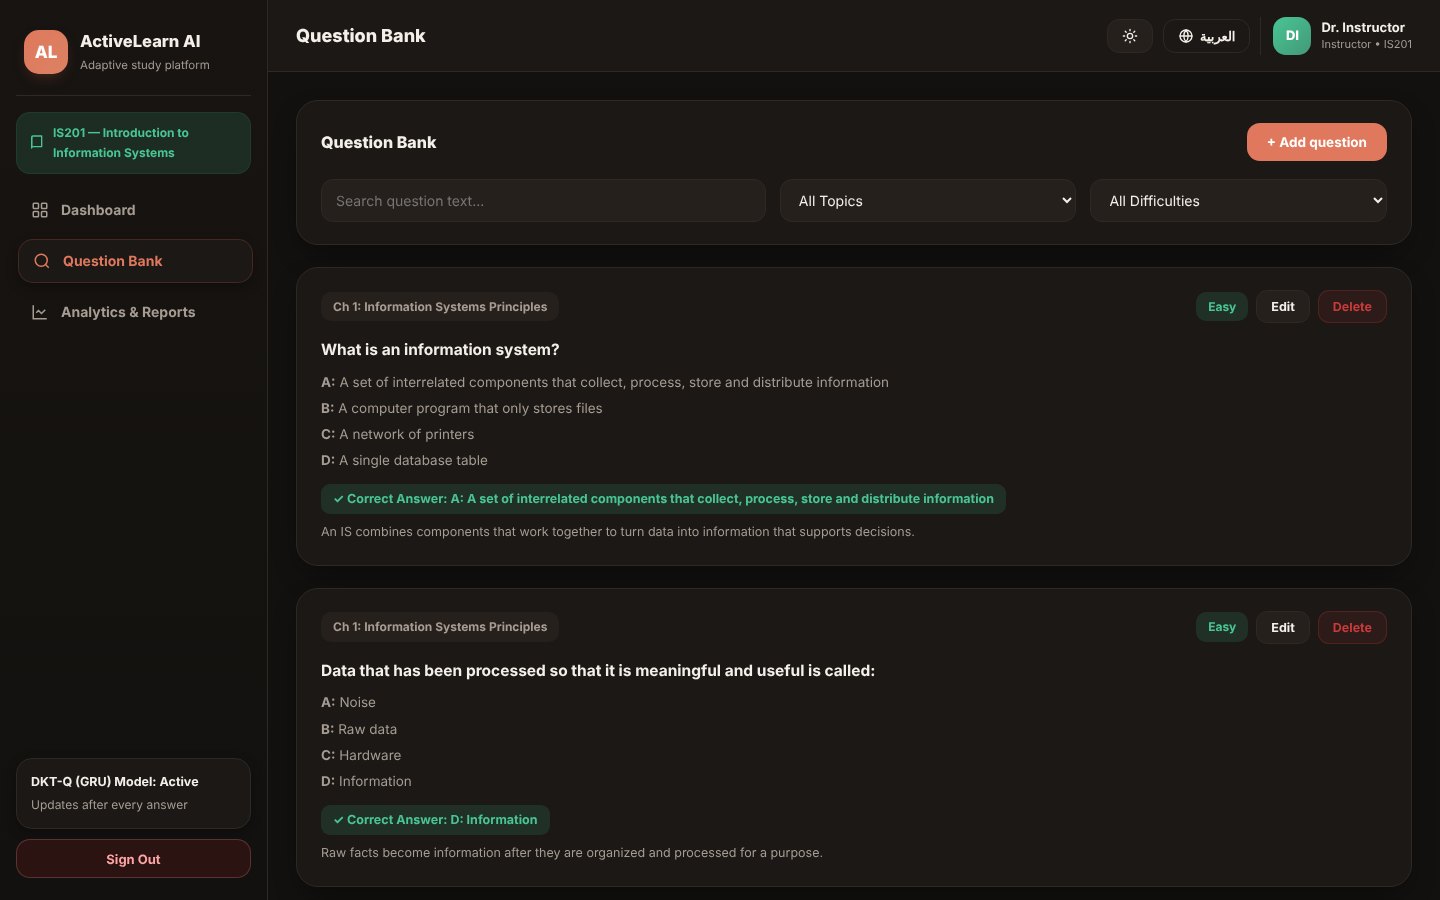 AL
ActiveLearn AI
Adaptive study platform
IS201 — Introduction to
Information Systems
Dashboard
Question Bank
Analytics & Reports
DKT-Q (GRU) Model: Active
Updates after every answer
Sign Out
Question Bank
العربية
DI
Dr. Instructor
Instructor • IS201
Question Bank
+ Add question
Search question text...
All Topics
All Difficulties
Ch 1: Information Systems Principles
Easy
Edit
Delete
What is an information system?
A: A set of interrelated components that collect, process, store and distribute information
B: A computer program that only stores files
C: A network of printers
D: A single database table
✓ Correct Answer: A: A set of interrelated components that collect, process, store and distribute information
An IS combines components that work together to turn data into information that supports decisions.
Ch 1: Information Systems Principles
Easy
Edit
Delete
Data that has been processed so that it is meaningful and useful is called:
A: Noise
B: Raw data
C: Hardware
D: Information
✓ Correct Answer: D: Information
Raw facts become information after they are organized and processed for a purpose.